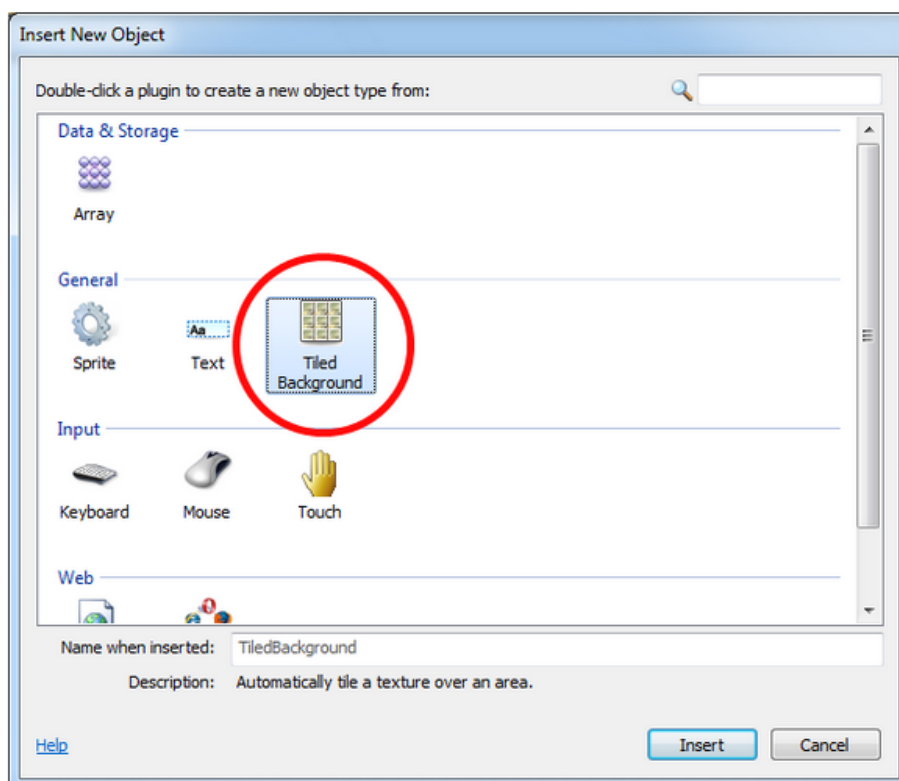 Insert New Object
Double-click a plugin to create a new object type from:
Data & Storage
Array
General
Sprite
Aa
Text
Tiled
Background
Input
Keyboard
Mouse
Touch
Web
Name when inserted: TiledBackground
Description: Automatically tile a texture over an area.
Help
Insert
Cancel